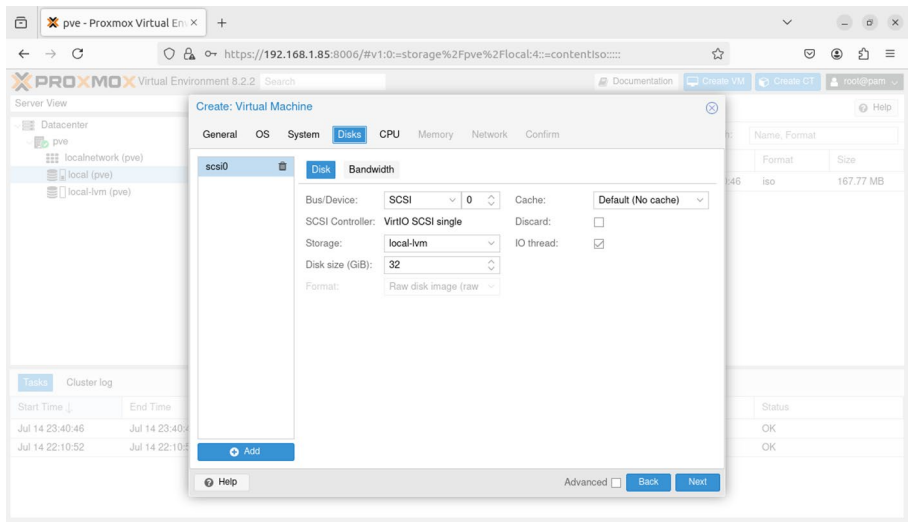 pve - Proxmox Virtual En
https://192.168.1.85:8006/#v1:0:=storage%2Fpve%2Flocal:4::=contentIso:::::
PROXMOX Virtual Environment 8.2.2 Search Documentation Create VM Create CT root@pam
Server View
Help
Datacenter
pve
localnetwork (pve)
local (pve)
local-lvm (pve)
Name, Format
Format Size
:46 iso 167.77 MB
Create: Virtual Machine
General OS System Disks CPU Memory Network Confirm
scsi0
Disk Bandwidth
Bus/Device: SCSI 0 Cache: Default (No cache)
SCSI Controller: VirtIO SCSI single Discard:
Storage: local-lvm IO thread:
Disk size (GiB): 32
Format: Raw disk image (raw
Add
Help Advanced Back Next
Tasks Cluster log
Start Time ↓ End Time Status
Jul 14 23:40:46 Jul 14 23:40: OK
Jul 14 22:10:52 Jul 14 22:10: OK